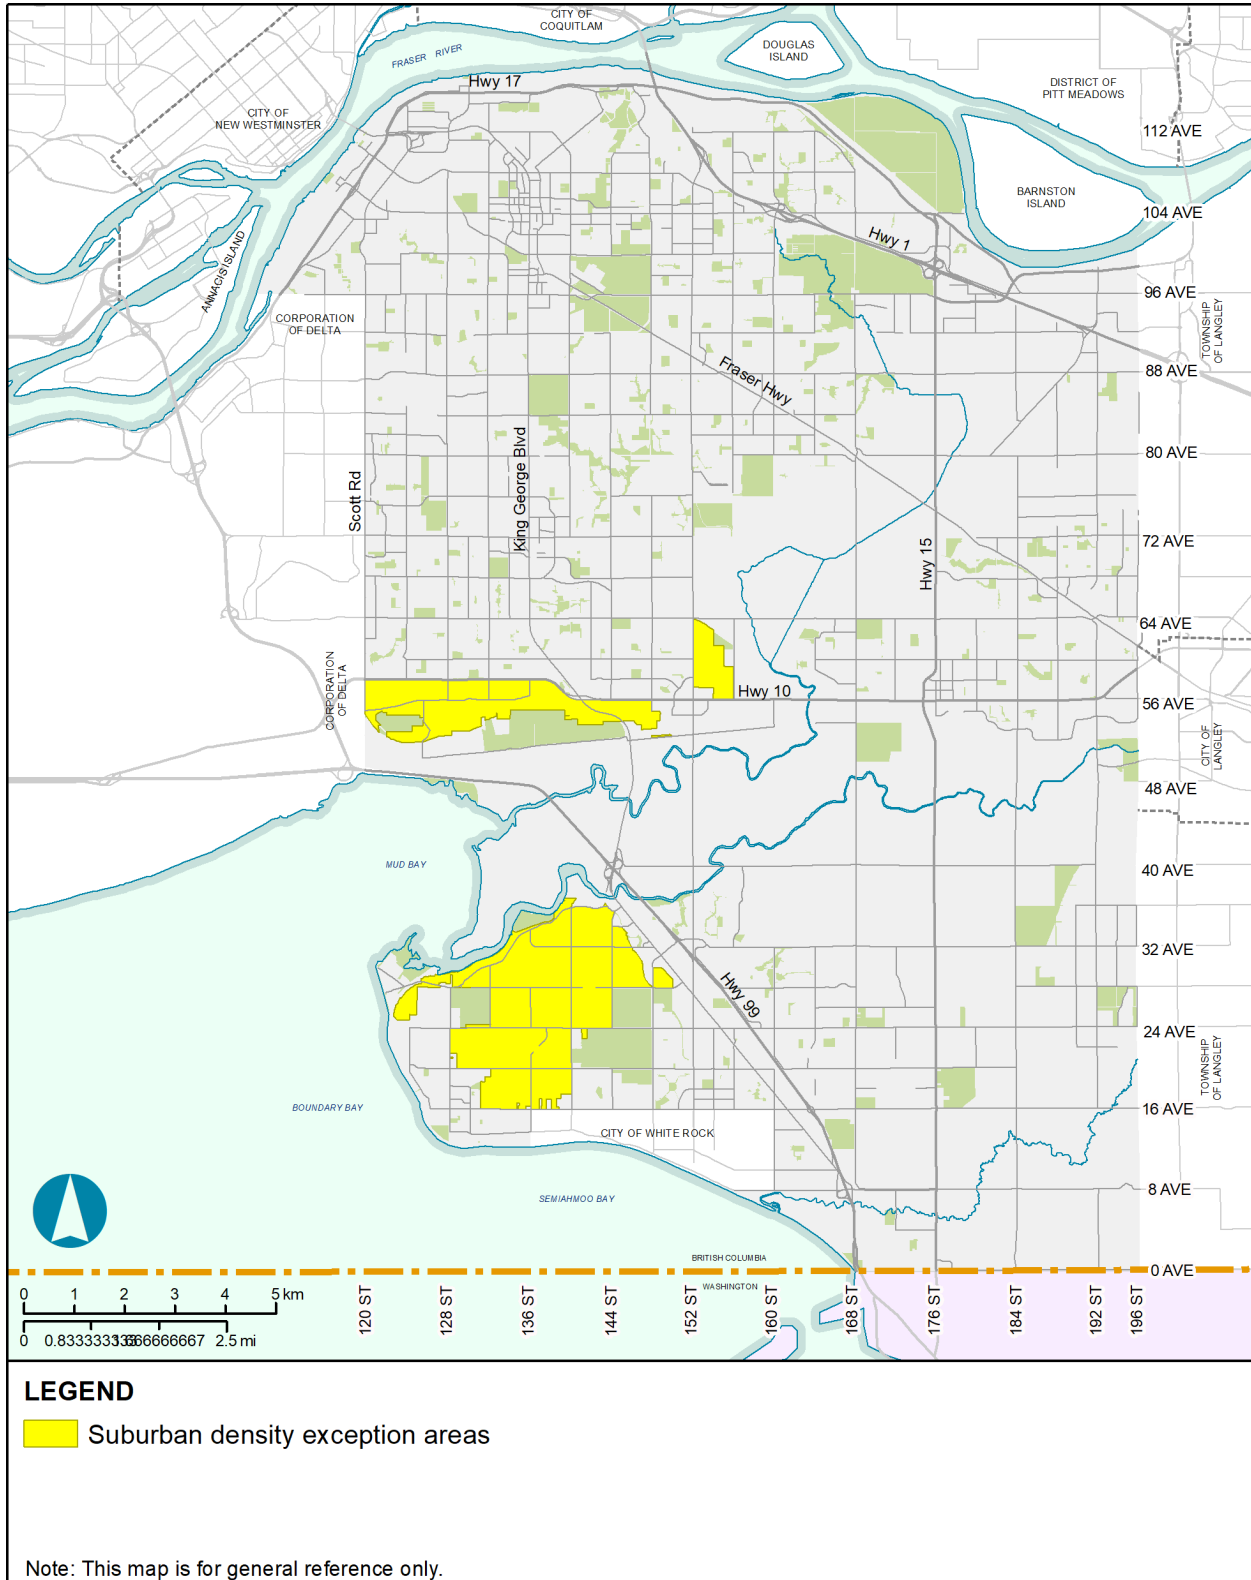 CITY OF
COQUITLAM
DOUGLAS
ISLAND
FRASER RIVER
Hwy 17
DISTRICT OF
PITT MEADOWS
CITY OF
NEW WESTMINSTER
112 AVE
BARNSTON
ISLAND
104 AVE
Hwy 1
ANNACIS ISLAND
96 AVE
CORPORATION
OF DELTA
TOWNSHIP
OF LANGLEY
88 AVE
Fraser Hwy
80 AVE
King George Blvd
Scott Rd
72 AVE
Hwy 15
64 AVE
CORPORATION
OF DELTA
Hwy 10
56 AVE
CITY OF
LANGLEY
48 AVE
MUD BAY
40 AVE
32 AVE
Hwy 99
24 AVE
TOWNSHIP
OF LANGLEY
BOUNDARY BAY
16 AVE
CITY OF WHITE ROCK
8 AVE
SEMIAHMOO BAY
BRITISH COLUMBIA
0 AVE
WASHINGTON
0 1 2 3 4 5 km
0 0.833333333 2.5 mi
120 ST
128 ST
136 ST
144 ST
152 ST
160 ST
168 ST
176 ST
184 ST
192 ST
196 ST
LEGEND
Suburban density exception areas
Note: This map is for general reference only.